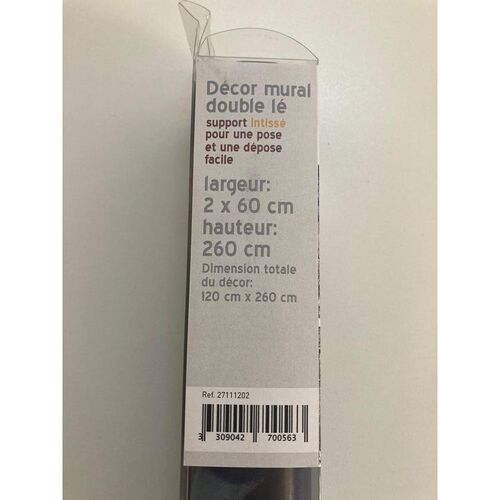 Décor mural
double lé
support intissé
pour une pose
et une dépose
facile
largeur:
2 x 60 cm
hauteur:
260 cm
Dimension totale
du décor:
120 cm x 260 cm
Ref. 27111202
3 309042 700563